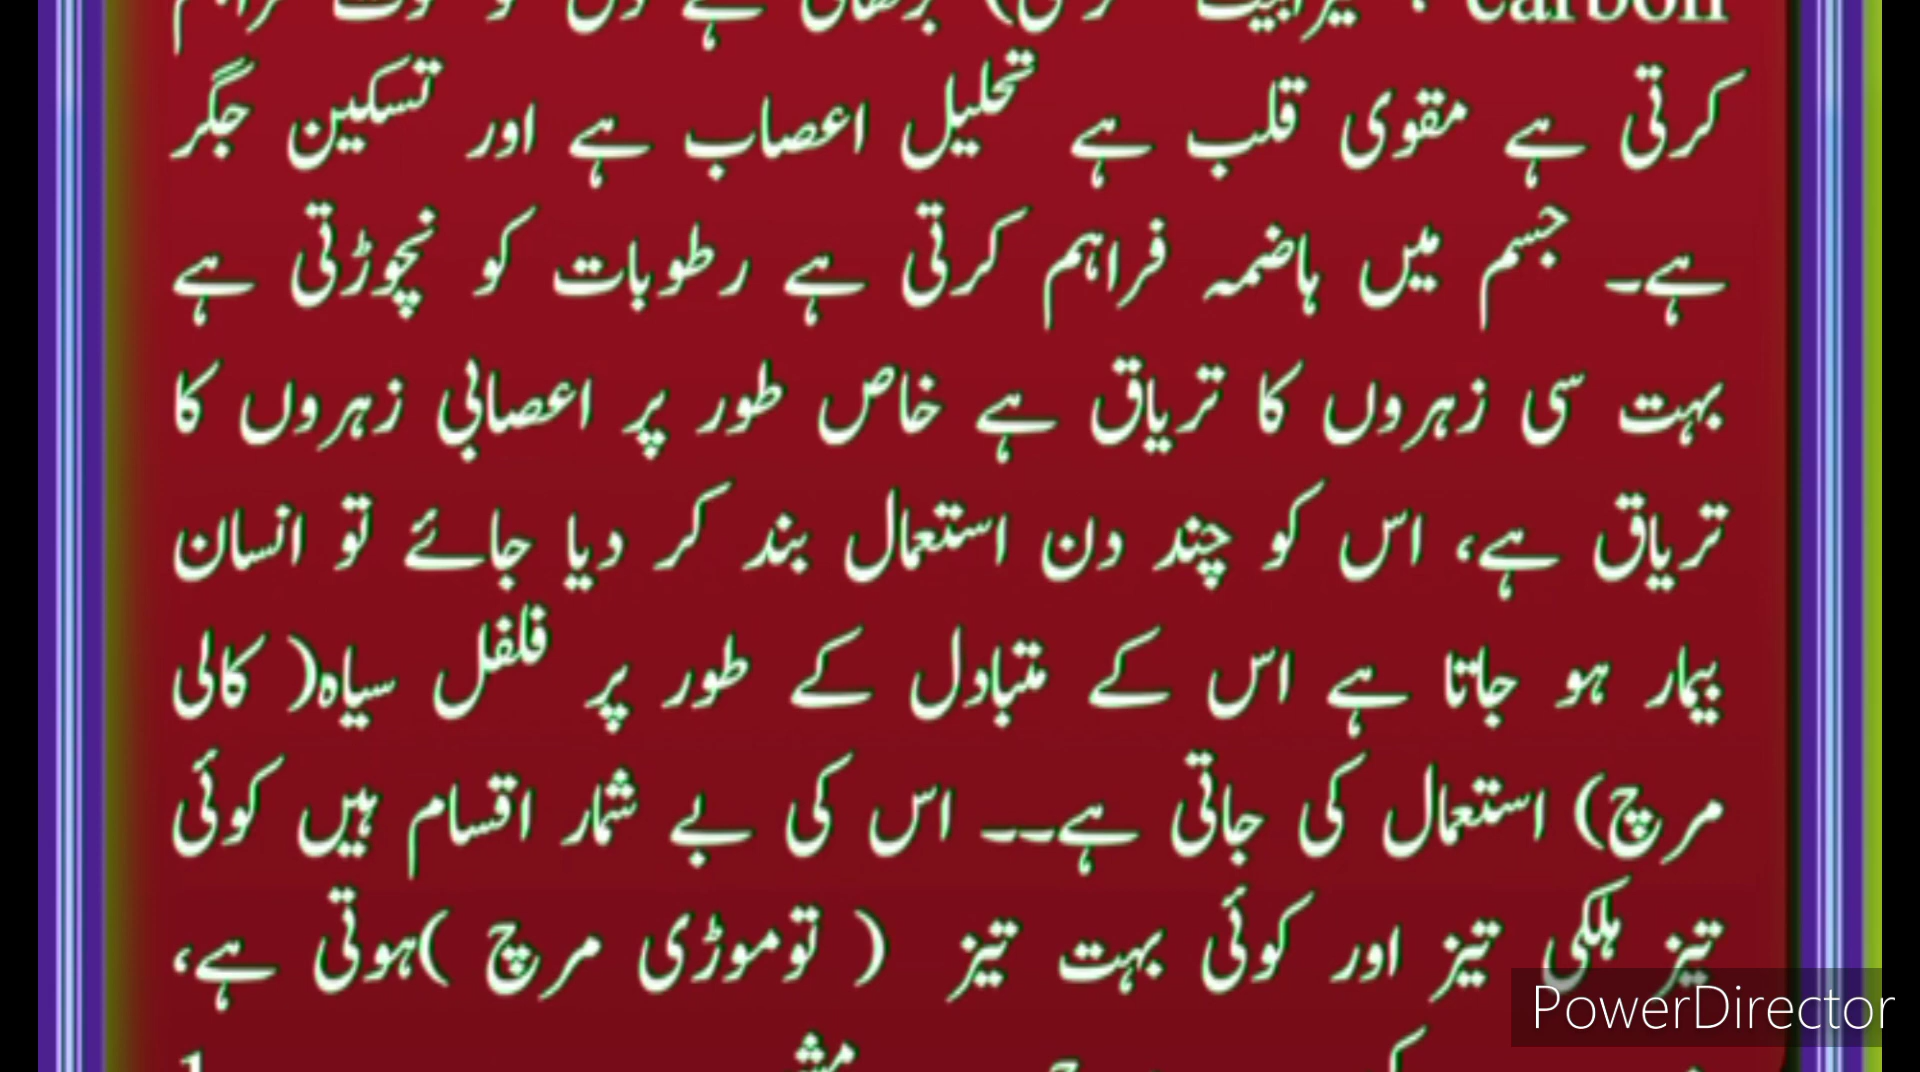 carbon
کرتی ہے مقوی قلب ہے تحلیل اعصاب ہے اور تسکین جگر
ہے۔ جسم میں ہاضمہ فراہم کرتی ہے رطوبات کو نچوڑتی ہے
بہت سی زہروں کا تریاق ہے خاص طور پر اعصابی زہروں کا
تریاق ہے، اس کو چند دن استعمال بند کر دیا جائے تو انسان
بیمار ہو جاتا ہے اس کے متبادل کے طور پر فلفل سیاہ( کالی
مرچ) استعمال کی جاتی ہے۔۔ اس کی بے شمار اقسام ہیں کوئی
تیز ہلکی تیز اور کوئی بہت تیز ( توموڑی مرچ )ہوتی ہے،
PowerDirector